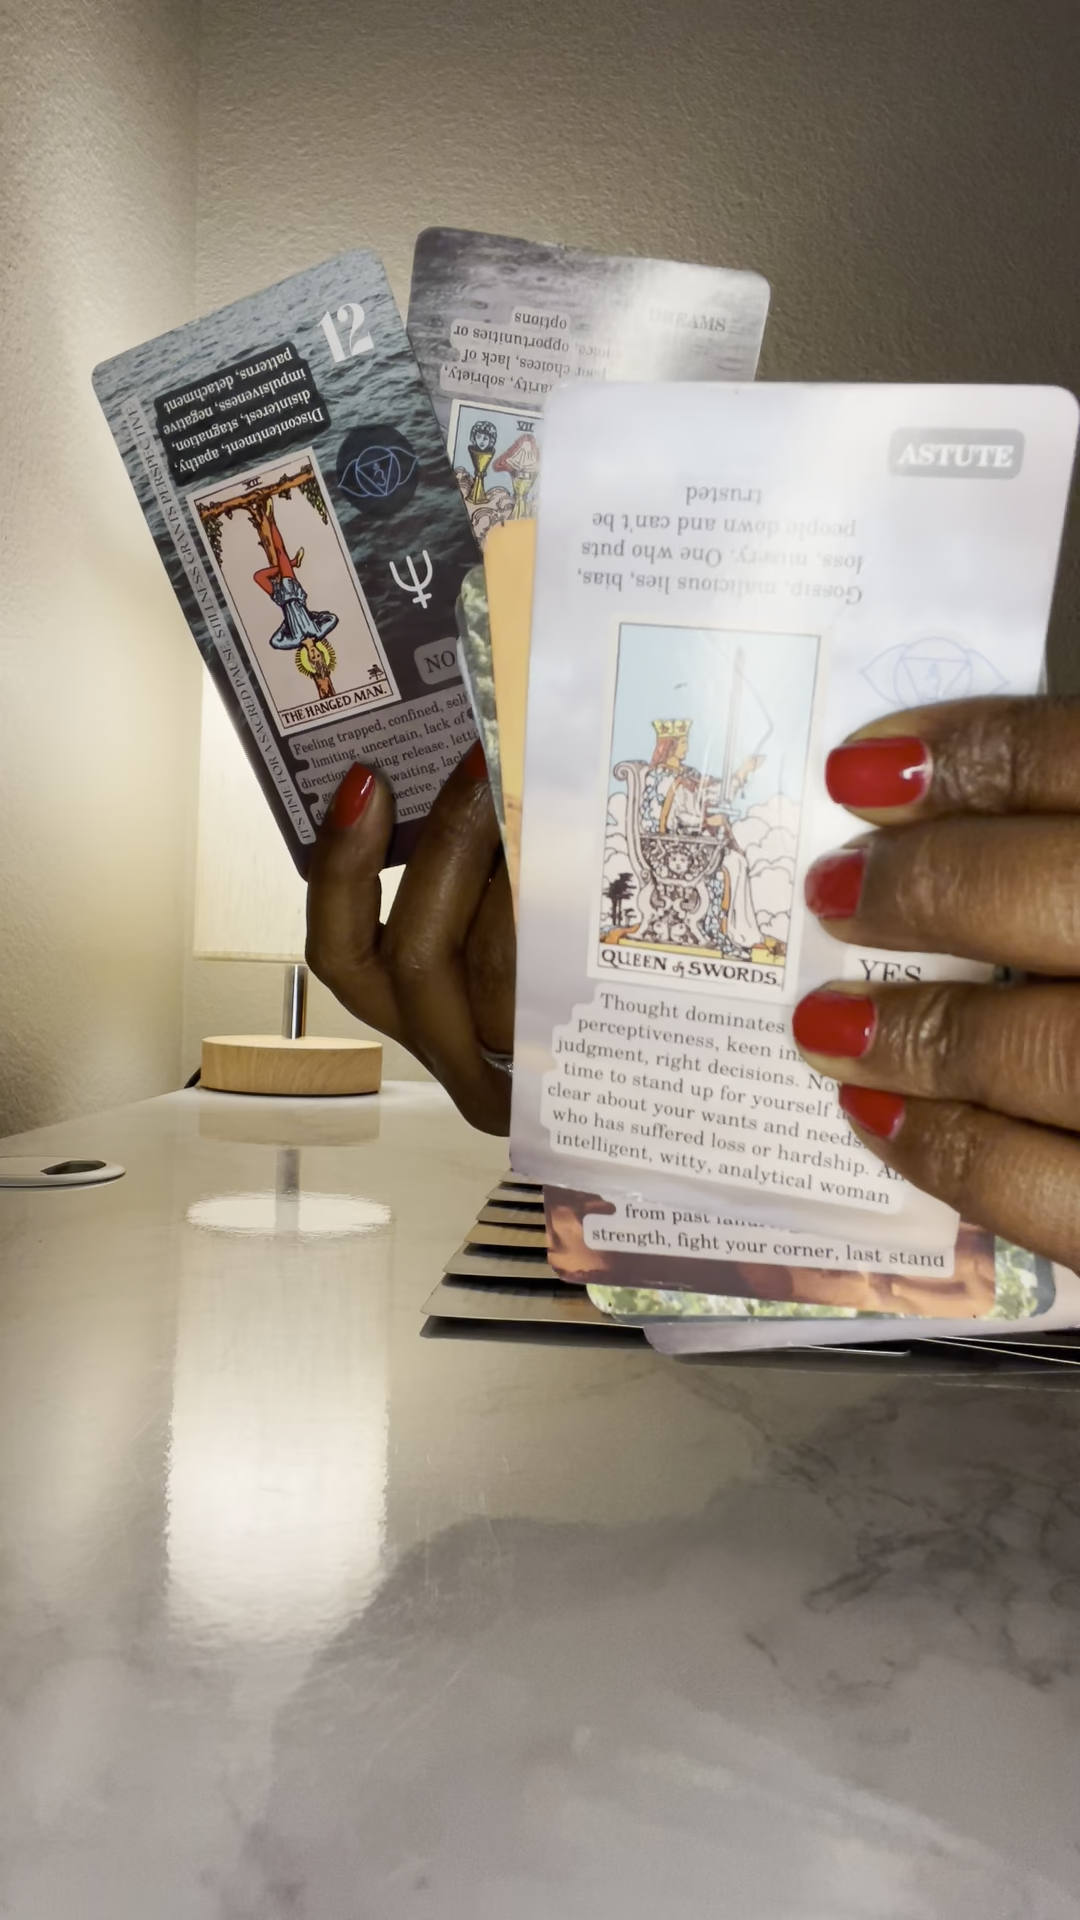 12
Discontentment, apathy,
disinterest, stagnation,
impulsiveness, negative
patterns, detachment
IT'S TIME FOR A SACRED PAUSE. STILLNESS GRANTS PERSPECTIVE
XII
THE HANGED MAN.
NO
Feeling trapped, confined, self
limiting, uncertain, lack of
waiting, lack
DREAMS
sobriety,
choices, lack of
opportunities or
options
VII
ASTUTE
Gossip, malicious lies, bias,
loss, misery. One who puts
people down and can't be
trusted
QUEEN of SWORDS.
YES
Thought dominates
perceptiveness, keen
judgment, right decisions.
time to stand up for yourself
clear about your wants and needs.
who has suffered loss or hardship.
intelligent, witty, analytical woman
from past
strength, fight your corner, last stand